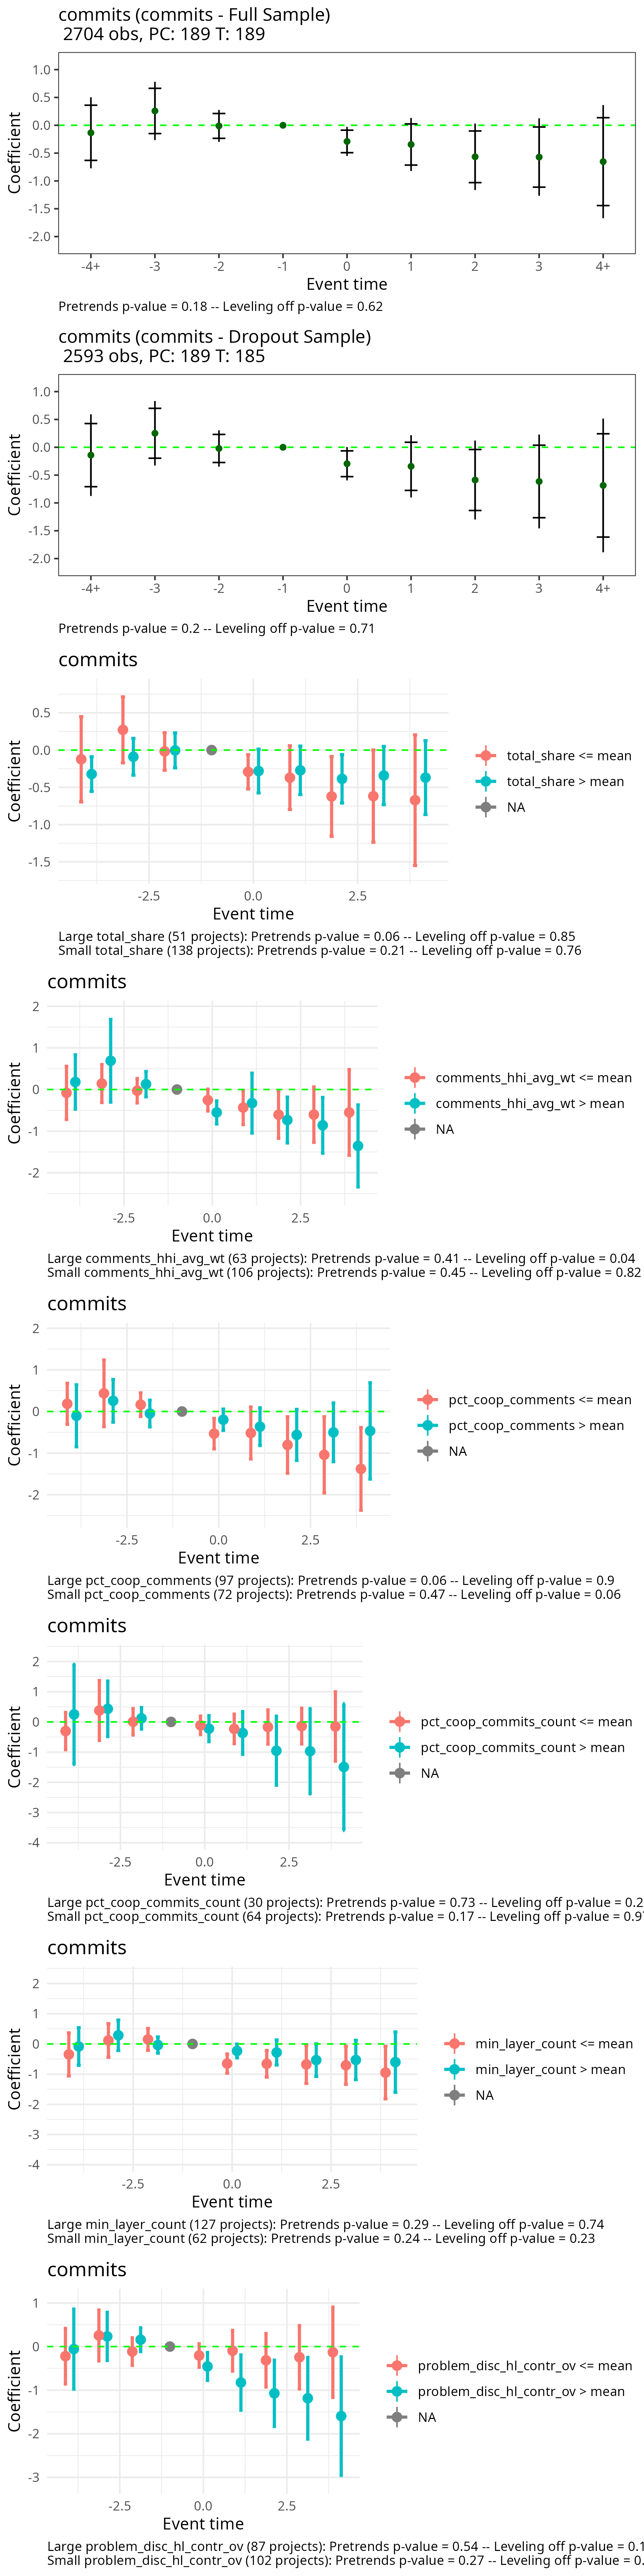 commits (commits - Full Sample)
2704 obs, PC: 189 T: 189
1.0
0.5
0.0
-0.5
-1.0
-1.5
-2.0
Coefficient
-4+ -3 -2 -1 0 1 2 3 4+
Event time
Pretrends p-value = 0.18 -- Leveling off p-value = 0.62
commits (commits - Dropout Sample)
2593 obs, PC: 189 T: 185
1.0
0.5
0.0
-0.5
-1.0
-1.5
-2.0
Coefficient
-4+ -3 -2 -1 0 1 2 3 4+
Event time
Pretrends p-value = 0.2 -- Leveling off p-value = 0.71
commits
0.5
0.0
-0.5
-1.0
-1.5
Coefficient
-2.5 0.0 2.5
Event time
total_share <= mean
total_share > mean
NA
Large total_share (51 projects): Pretrends p-value = 0.06 -- Leveling off p-value = 0.85
Small total_share (138 projects): Pretrends p-value = 0.21 -- Leveling off p-value = 0.76
commits
2
1
0
-1
-2
Coefficient
-2.5 0.0 2.5
Event time
comments_hhi_avg_wt <= mean
comments_hhi_avg_wt > mean
NA
Large comments_hhi_avg_wt (63 projects): Pretrends p-value = 0.41 -- Leveling off p-value = 0.04
Small comments_hhi_avg_wt (106 projects): Pretrends p-value = 0.45 -- Leveling off p-value = 0.82
commits
2
1
0
-1
-2
Coefficient
-2.5 0.0 2.5
Event time
pct_coop_comments <= mean
pct_coop_comments > mean
NA
Large pct_coop_comments (97 projects): Pretrends p-value = 0.06 -- Leveling off p-value = 0.9
Small pct_coop_comments (72 projects): Pretrends p-value = 0.47 -- Leveling off p-value = 0.06
commits
2
1
0
-1
-2
-3
-4
Coefficient
-2.5 0.0 2.5
Event time
pct_coop_commits_count <= mean
pct_coop_commits_count > mean
NA
Large pct_coop_commits_count (30 projects): Pretrends p-value = 0.73 -- Leveling off p-value = 0.2
Small pct_coop_commits_count (64 projects): Pretrends p-value = 0.17 -- Leveling off p-value = 0.9
commits
2
1
0
-1
-2
-3
-4
Coefficient
-2.5 0.0 2.5
Event time
min_layer_count <= mean
min_layer_count > mean
NA
Large min_layer_count (127 projects): Pretrends p-value = 0.29 -- Leveling off p-value = 0.74
Small min_layer_count (62 projects): Pretrends p-value = 0.24 -- Leveling off p-value = 0.23
commits
1
0
-1
-2
-3
Coefficient
-2.5 0.0 2.5
Event time
problem_disc_hl_contr_ov <= mean
problem_disc_hl_contr_ov > mean
NA
Large problem_disc_hl_contr_ov (87 projects): Pretrends p-value = 0.54 -- Leveling off p-value = 0.1
Small problem_disc_hl_contr_ov (102 projects): Pretrends p-value = 0.27 -- Leveling off p-value = 0.